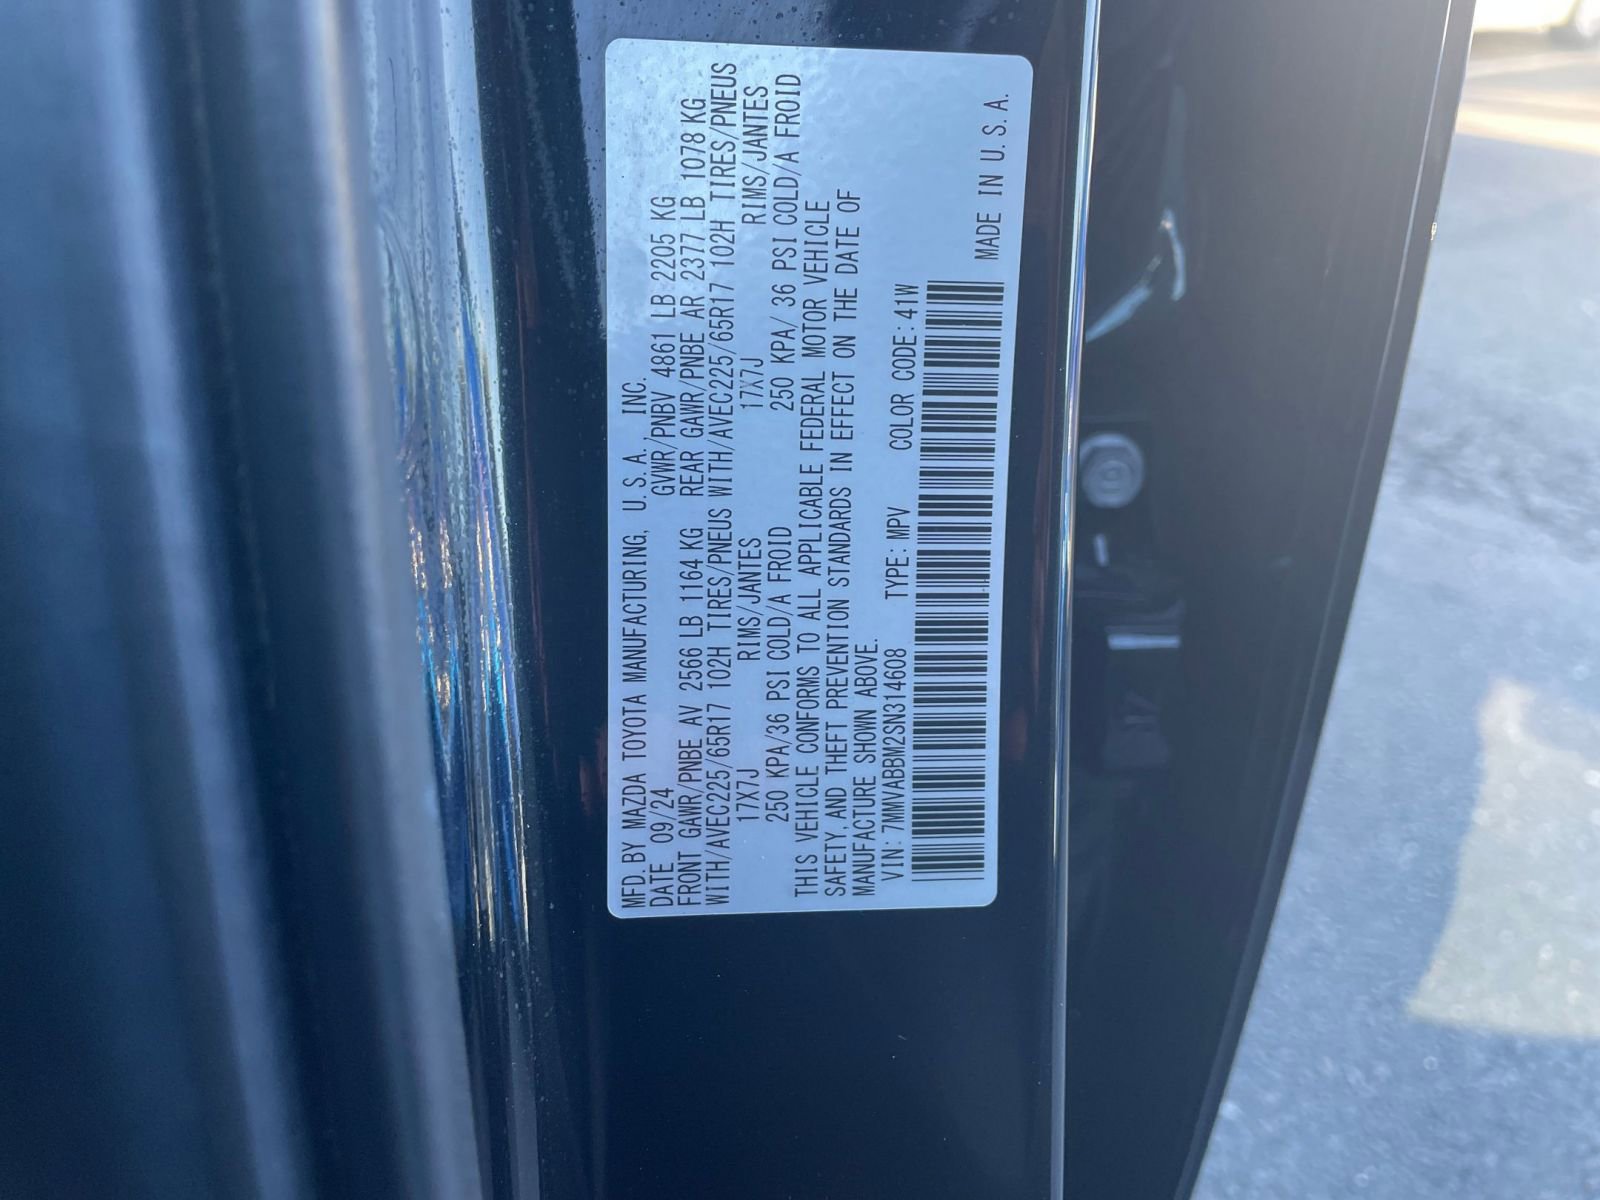 MFD. BY MAZDA TOYOTA MANUFACTURING, U.S.A., INC.
DATE 09/24 GVWR/PNBV 4861 LB 2205 KG
FRONT GAWR/PNBE AV 2566 LB 1164 KG REAR GAWR/PNBE AR 2377 LB 1078 KG
WITH/AVEC225/65R17 102H TIRES/PNEUS WITH/AVEC225/65R17 102H TIRES/PNEUS
17X7J RIMS/JANTES 17X7J RIMS/JANTES
250 KPA/36 PSI COLD/A FROID 250 KPA/ 36 PSI COLD/A FROID
THIS VEHICLE CONFORMS TO ALL APPLICABLE FEDERAL MOTOR VEHICLE
SAFETY, AND THEFT PREVENTION STANDARDS IN EFFECT ON THE DATE OF
MANUFACTURE SHOWN ABOVE.
VIN: 7MMVABBM2SN314608 TYPE: MPV COLOR CODE: 41W
MADE IN U.S.A.